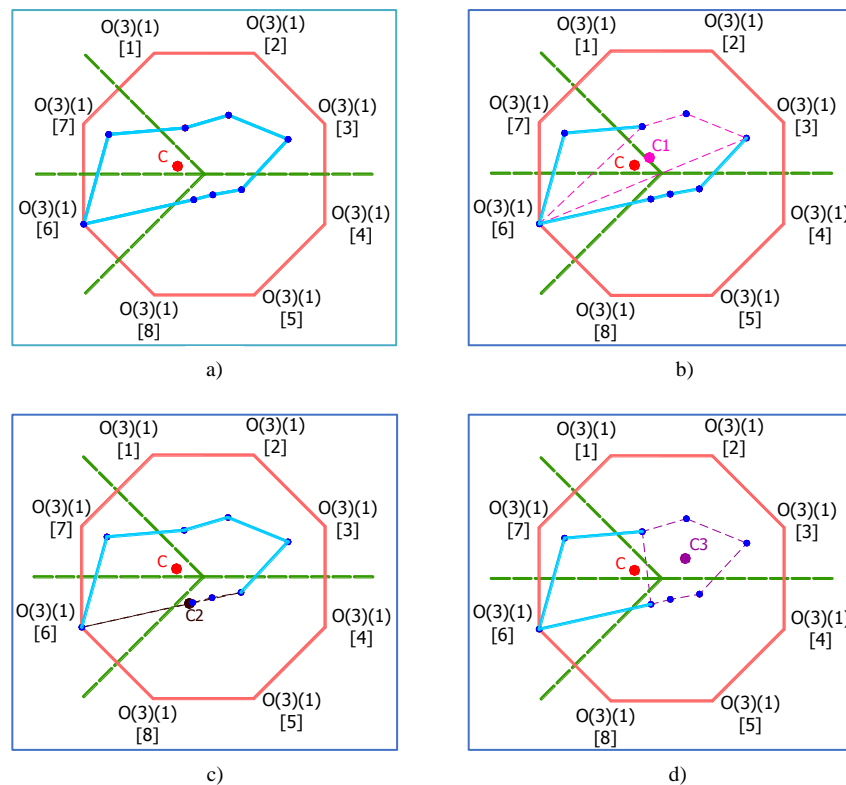 O(3)(1)
[1]
O(3)(1)
[2]
O(3)(1)
[7]
O(3)(1)
[3]
C
O(3)(1)
[6]
O(3)(1)
[4]
O(3)(1)
[8]
O(3)(1)
[5]
a)
O(3)(1)
[1]
O(3)(1)
[2]
O(3)(1)
[7]
O(3)(1)
[3]
C1
C
O(3)(1)
[6]
O(3)(1)
[4]
O(3)(1)
[8]
O(3)(1)
[5]
b)
O(3)(1)
[1]
O(3)(1)
[2]
O(3)(1)
[7]
O(3)(1)
[3]
C
C2
O(3)(1)
[6]
O(3)(1)
[4]
O(3)(1)
[8]
O(3)(1)
[5]
c)
O(3)(1)
[1]
O(3)(1)
[2]
O(3)(1)
[7]
O(3)(1)
[3]
C3
C
O(3)(1)
[6]
O(3)(1)
[4]
O(3)(1)
[8]
O(3)(1)
[5]
d)